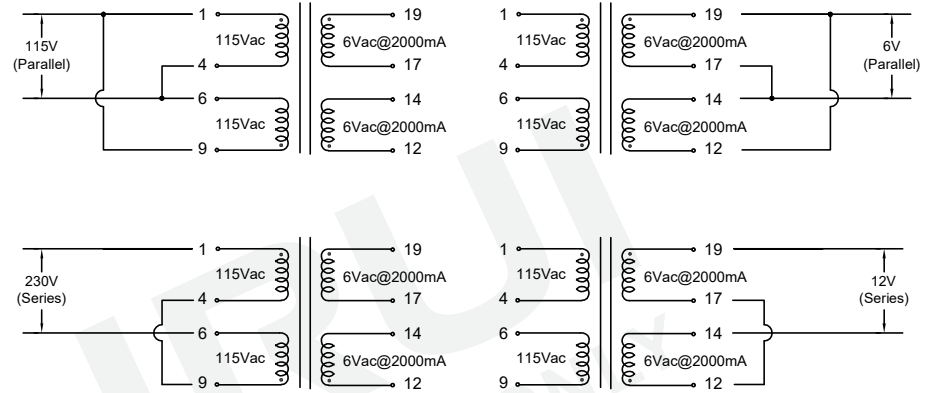 1 19 1 19
115V (Parallel) 115Vac 6Vac@2000mA 115Vac 6Vac@2000mA 6V (Parallel)
4 17 4 17
6 14 6 14
115Vac 6Vac@2000mA 115Vac 6Vac@2000mA
9 12 9 12
1 19 1 19
230V (Series) 115Vac 6Vac@2000mA 115Vac 6Vac@2000mA 12V (Series)
4 17 4 17
6 14 6 14
115Vac 6Vac@2000mA 115Vac 6Vac@2000mA
9 12 9 12